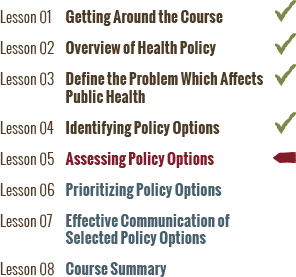 Lesson 01 Getting Around the Course
Lesson 02 Overview of Health Policy
Lesson 03 Define the Problem Which Affects
Public Health
Lesson 04 Identifying Policy Options
Lesson 05 Assessing Policy Options
Lesson 06 Prioritizing Policy Options
Lesson 07 Effective Communication of
Selected Policy Options
Lesson 08 Course Summary